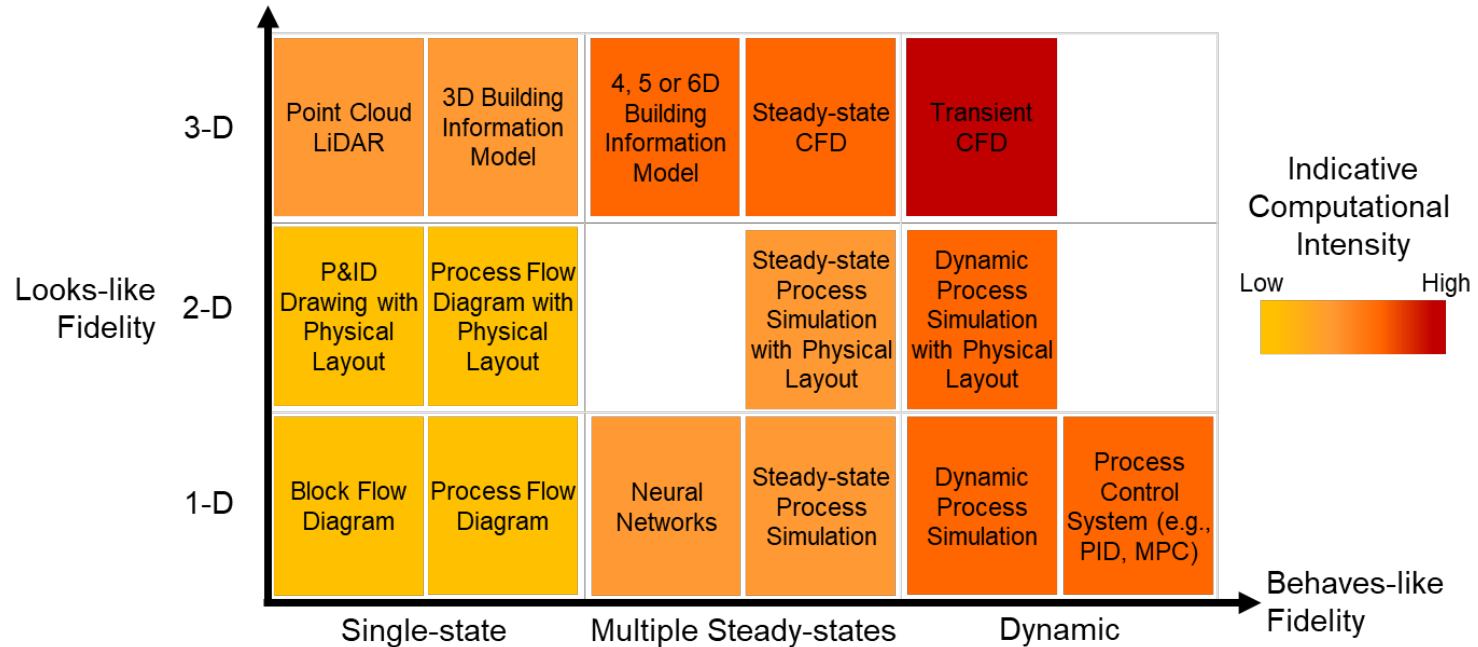 Looks-like
Fidelity
3-D
Point Cloud
LiDAR
3D Building
Information
Model
4, 5 or 6D
Building
Information
Model
Steady-state
CFD
Transient
CFD
2-D
P&ID
Drawing with
Physical
Layout
Process Flow
Diagram with
Physical
Layout
Steady-state
Process
Simulation
with Physical
Layout
Dynamic
Process
Simulation
with Physical
Layout
1-D
Block Flow
Diagram
Process Flow
Diagram
Neural
Networks
Steady-state
Process
Simulation
Dynamic
Process
Simulation
Process
Control
System (e.g.,
PID, MPC)
Single-state
Multiple Steady-states
Dynamic
Behaves-like
Fidelity
Indicative
Computational
Intensity
Low
High